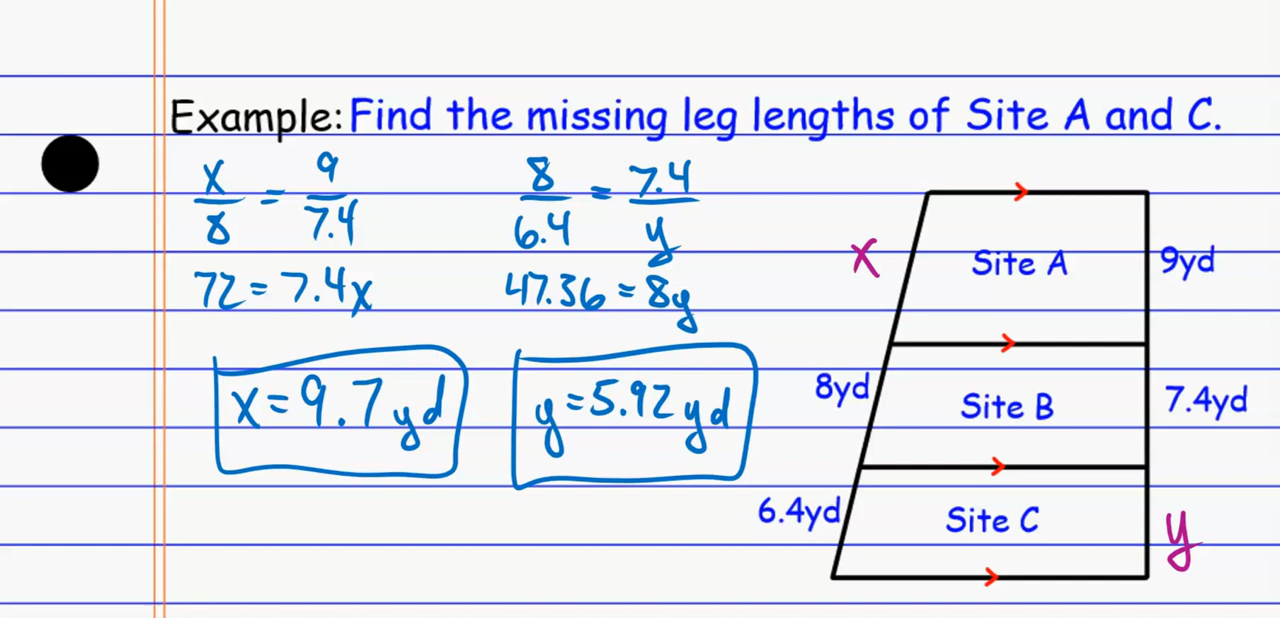 Example: Find the missing leg lengths of Site A and C.
x/8 = 9/7.4
72 = 7.4x
x = 9.7 yd
8/6.4 = 7.4/y
47.36 = 8y
y = 5.92 yd
x
Site A
9yd
8yd
Site B
7.4yd
6.4yd
Site C
y